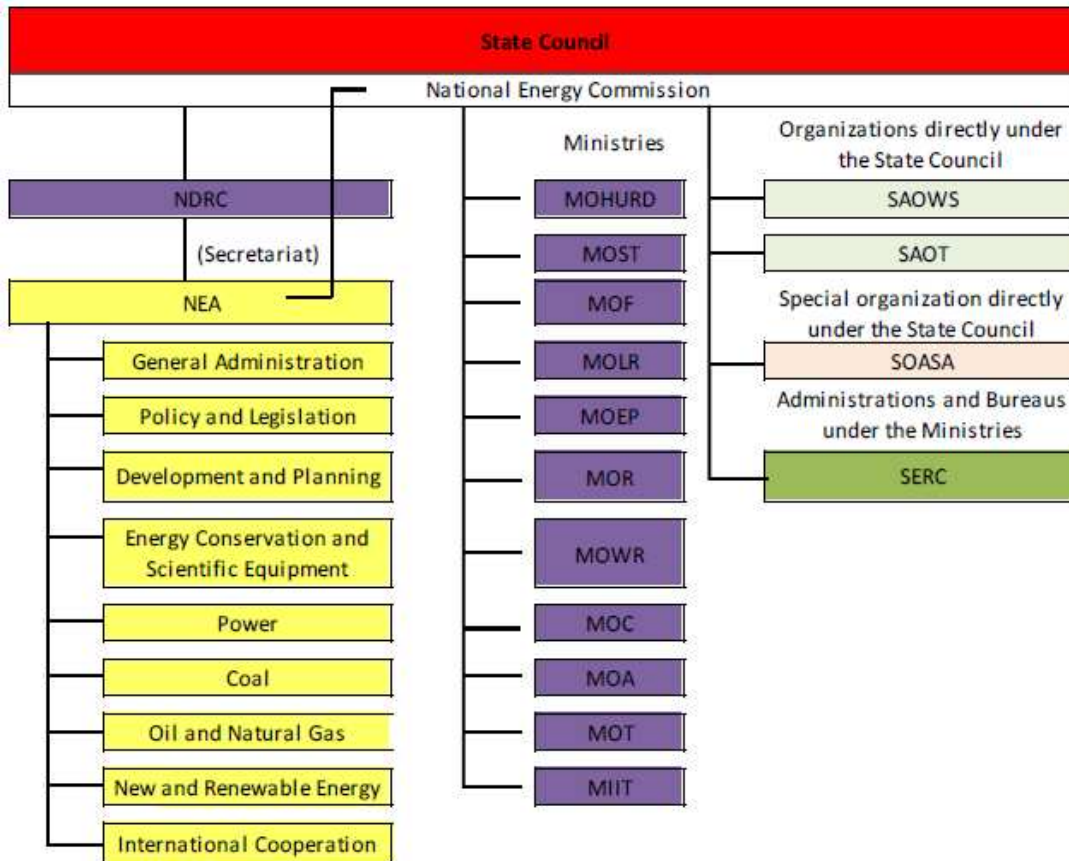 State Council
National Energy Commission
NDRC
(Secretariat)
NEA
General Administration
Policy and Legislation
Development and Planning
Energy Conservation and
Scientific Equipment
Power
Coal
Oil and Natural Gas
New and Renewable Energy
International Cooperation
Ministries
MOHURD
MOST
MOF
MOLR
MOEP
MOR
MOWR
MOC
MOA
MOT
MIIT
Organizations directly under
the State Council
SAOWS
SAOT
Special organization directly
under the State Council
SOASA
Administrations and Bureaus
under the Ministries
SERC